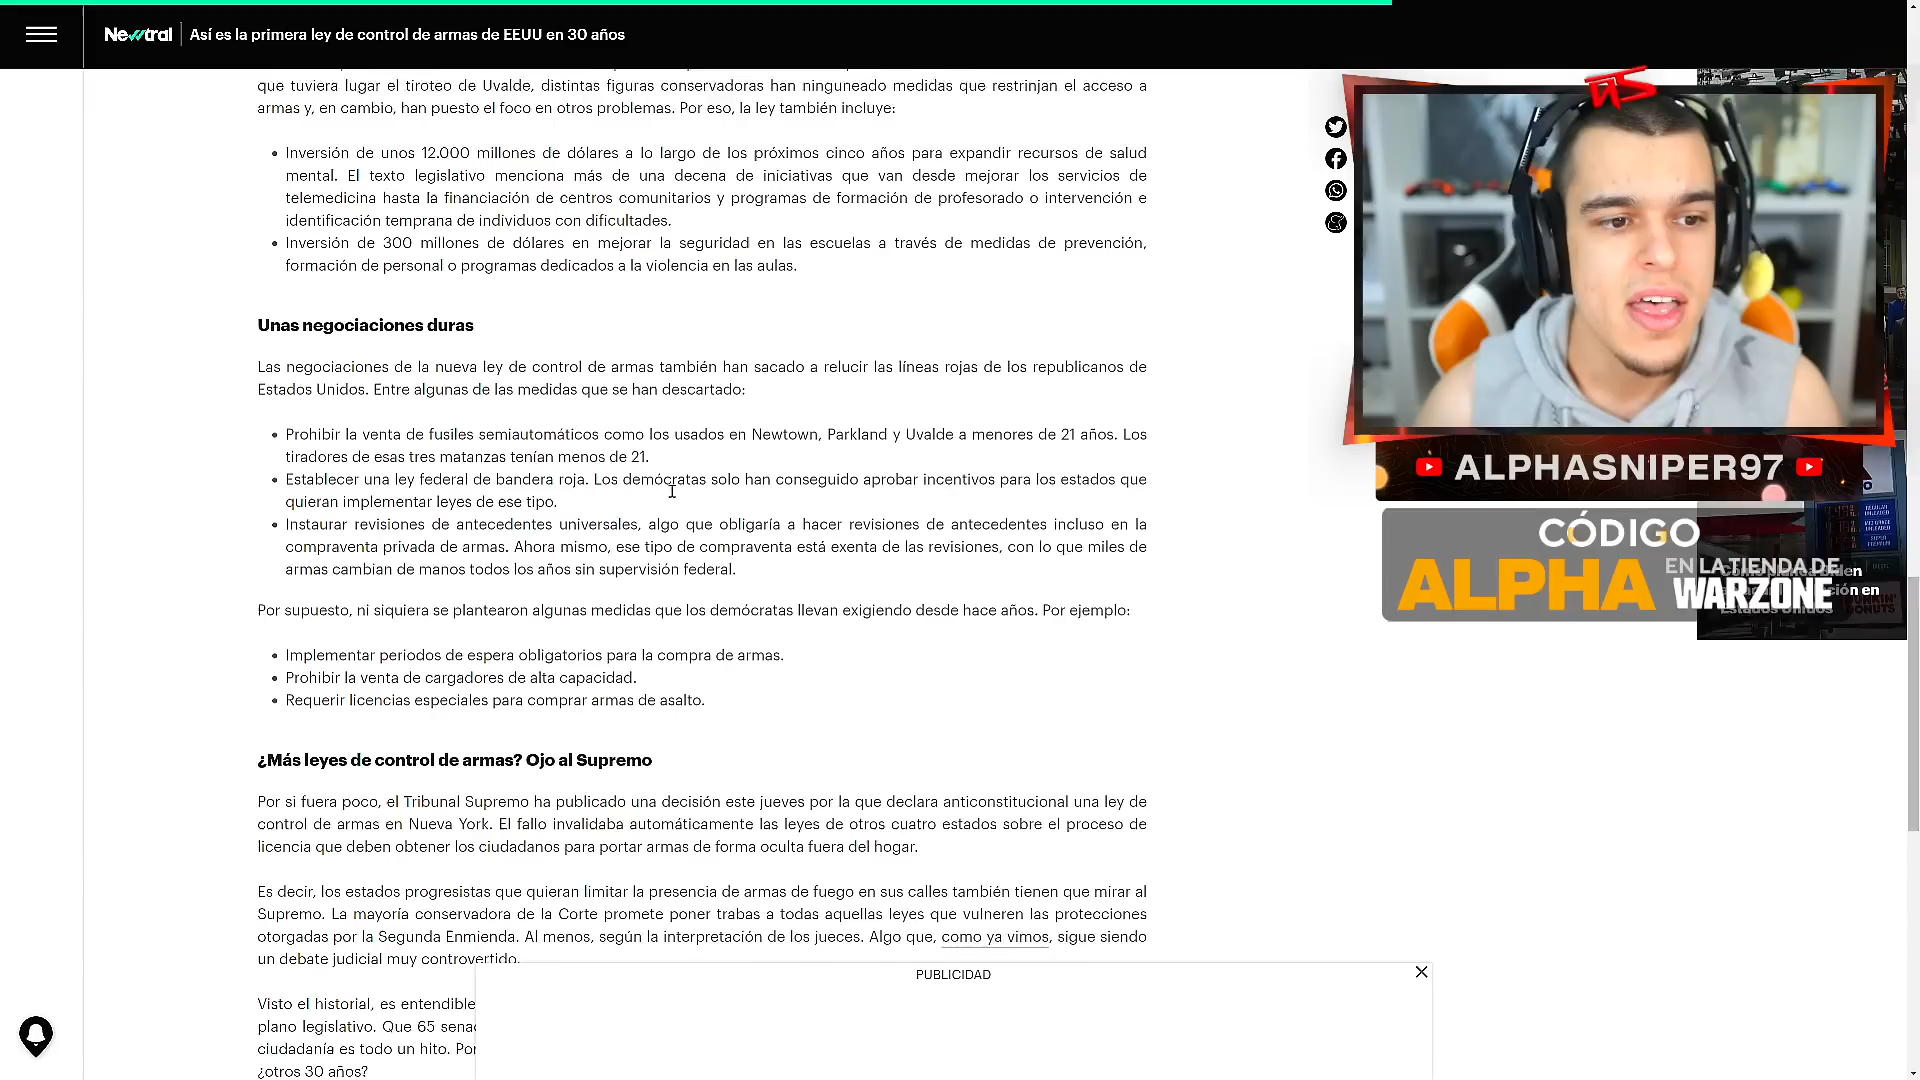 Newtral
Así es la primera ley de control de armas de EEUU en 30 años
que tuviera lugar el tiroteo de Uvalde, distintas figuras conservadoras han ninguneado medidas que restrinjan el acceso a
armas y, en cambio, han puesto el foco en otros problemas. Por eso, la ley también incluye:
Inversión de unos 12.000 millones de dólares a lo largo de los próximos cinco años para expandir recursos de salud
mental. El texto legislativo menciona más de una decena de iniciativas que van desde mejorar los servicios de
telemedicina hasta la financiación de centros comunitarios y programas de formación de profesorado o intervención e
identificación temprana de individuos con dificultades.
Inversión de 300 millones de dólares en mejorar la seguridad en las escuelas a través de medidas de prevención,
formación de personal o programas dedicados a la violencia en las aulas.
Unas negociaciones duras
Las negociaciones de la nueva ley de control de armas también han sacado a relucir las líneas rojas de los republicanos de
Estados Unidos. Entre algunas de las medidas que se han descartado:
Prohibir la venta de fusiles semiautomáticos como los usados en Newtown, Parkland y Uvalde a menores de 21 años. Los
tiradores de esas tres matanzas tenían menos de 21.
Establecer una ley federal de bandera roja. Los demócratas solo han conseguido aprobar incentivos para los estados que
quieran implementar leyes de ese tipo.
Instaurar revisiones de antecedentes universales, algo que obligaría a hacer revisiones de antecedentes incluso en la
compraventa privada de armas. Ahora mismo, ese tipo de compraventa está exenta de las revisiones, con lo que miles de
armas cambian de manos todos los años sin supervisión federal.
Por supuesto, ni siquiera se plantearon algunas medidas que los demócratas llevan exigiendo desde hace años. Por ejemplo:
Implementar periodos de espera obligatorios para la compra de armas.
Prohibir la venta de cargadores de alta capacidad.
Requerir licencias especiales para comprar armas de asalto.
¿Más leyes de control de armas? Ojo al Supremo
Por si fuera poco, el Tribunal Supremo ha publicado una decisión este jueves por la que declara anticonstitucional una ley de
control de armas en Nueva York. El fallo invalidaba automáticamente las leyes de otros cuatro estados sobre el proceso de
licencia que deben obtener los ciudadanos para portar armas de forma oculta fuera del hogar.
Es decir, los estados progresistas que quieran limitar la presencia de armas de fuego en sus calles también tienen que mirar al
Supremo. La mayoría conservadora de la Corte promete poner trabas a todas aquellas leyes que vulneren las protecciones
otorgadas por la Segunda Enmienda. Al menos, según la interpretación de los jueces. Algo que, como ya vimos, sigue siendo
un debate judicial muy controvertido.
Visto el historial, es entendible
plano legislativo. Que 65
ciudadanía es todo un hito.
¿otros 30 años?
PUBLICIDAD
ALPHASNIPER97
CÓDIGO
ALPHA EN LA TIENDA DE
WARZONE
ción en
Estados Unidos